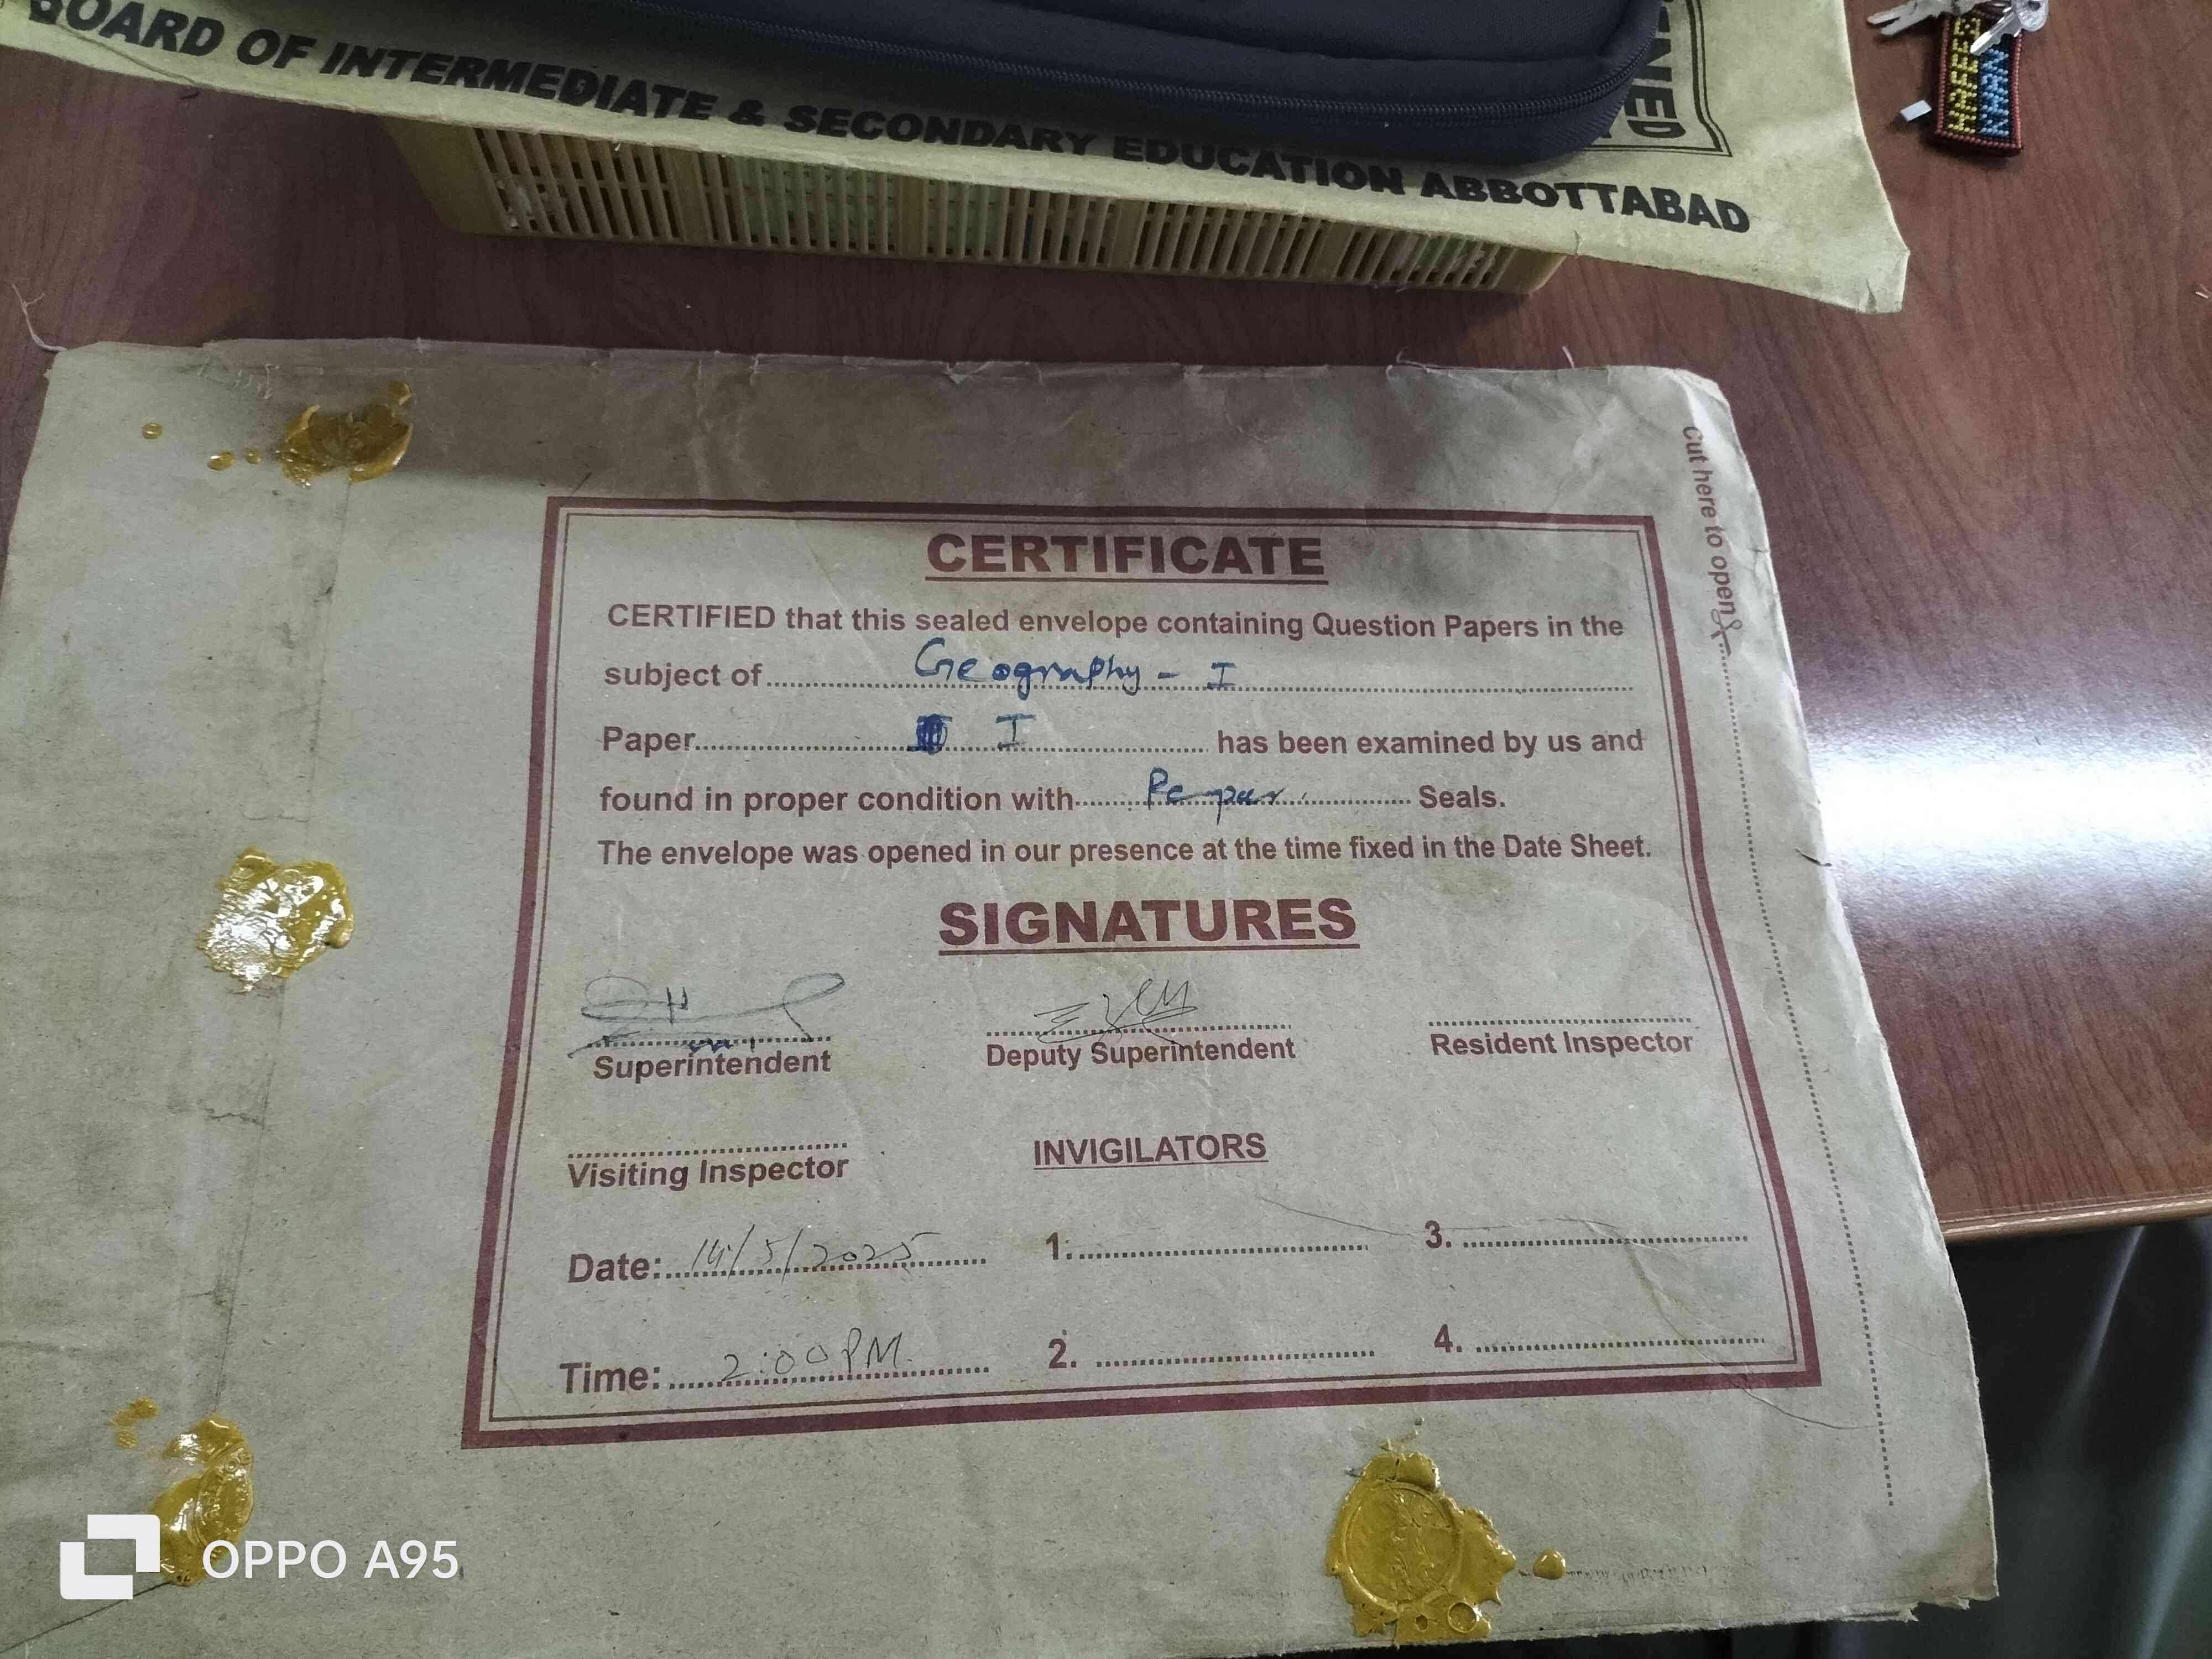 BOARD OF INTERMEDIATE & SECONDARY EDUCATION ABBOTTABAD
HAFEEZ
KHAN
Cut here to open
CERTIFICATE
CERTIFIED that this sealed envelope containing Question Papers in the
subject of Geography - I
Paper I has been examined by us and
found in proper condition with Seals.
The envelope was opened in our presence at the time fixed in the Date Sheet.
SIGNATURES
Superintendent
Deputy Superintendent
Resident Inspector
Visiting Inspector
INVIGILATORS
Date: 14/5/2025
1.
3.
Time: 2:00 PM.
2.
4.
OPPO A95